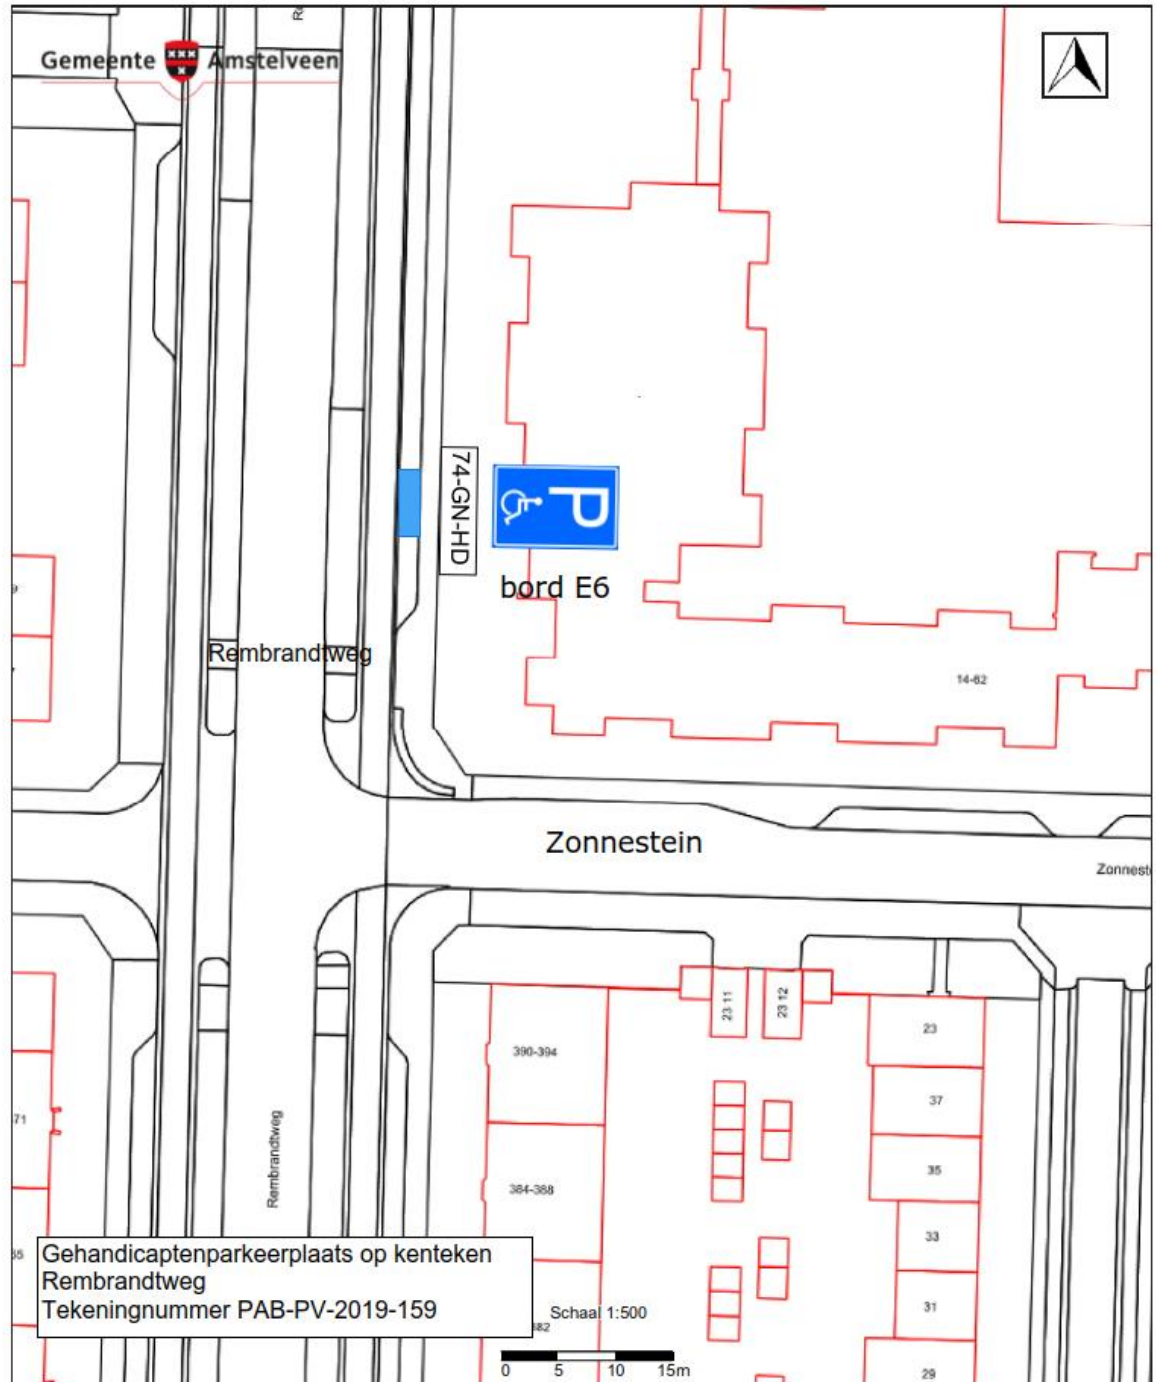 Gemeente Amstelveen
74-GN-HD
P
bord E6
Rembrandtweg
14-62
Zonnestein
23 11
23 12
23
390-394
37
71
Rembrandtweg
384-388
35
33
Gehandicaptenparkeerplaats op kenteken
Rembrandtweg
Tekeningnummer PAB-PV-2019-159
Schaal 1:500
31
0 5 10 15m
29